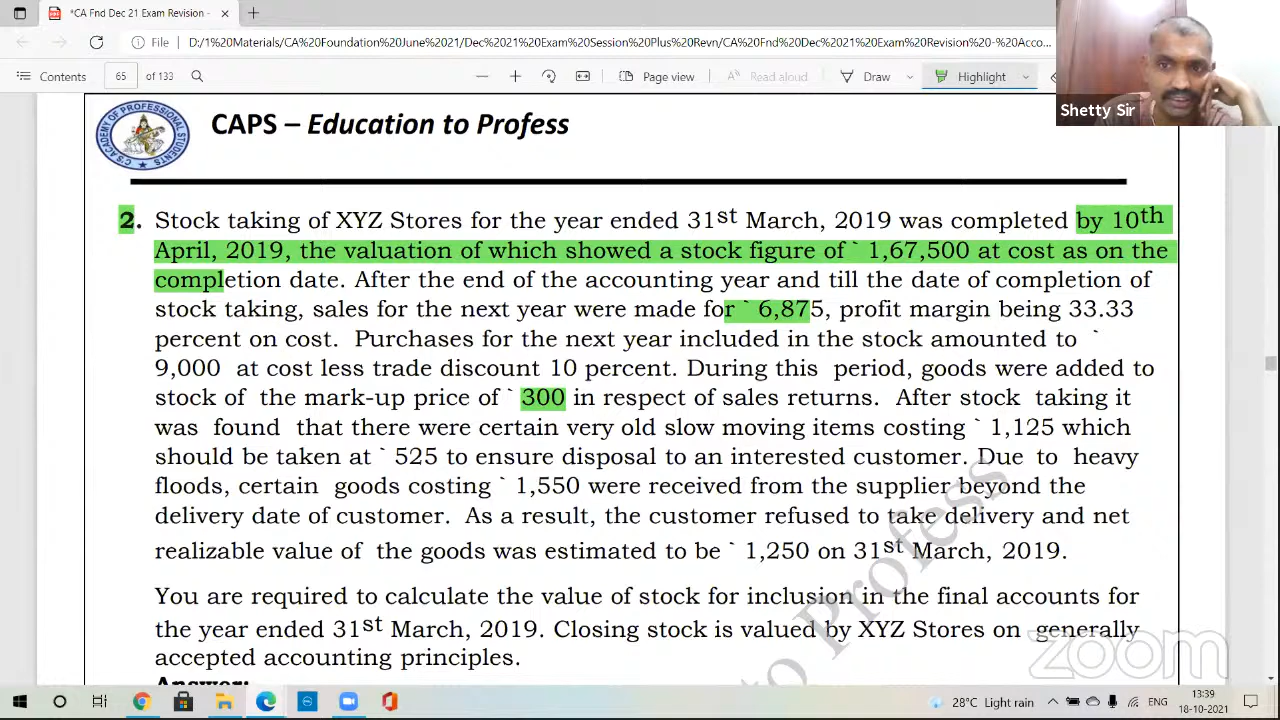 *CA Fnd Dec 21 Exam Revision -
File
D:/1%20Materials/CA%20Foundation%20June%2021/Dec%2021%20Exam%20Session%20Plus%20Revn/CA%20Fnd%20Dec%2021%20Exam%20Revision%20-%20Acco...
Contents
65
of 133
Page view
Read aloud
Draw
Highlight
Shetty Sir
C'S ACADEMY OF PROFESSIONAL STUDENTS
CAPS – Education to Profess
2. Stock taking of XYZ Stores for the year ended 31st March, 2019 was completed by 10th
April, 2019, the valuation of which showed a stock figure of ` 1,67,500 at cost as on the
completion date. After the end of the accounting year and till the date of completion of
stock taking, sales for the next year were made for ` 6,875, profit margin being 33.33
percent on cost. Purchases for the next year included in the stock amounted to `
9,000 at cost less trade discount 10 percent. During this period, goods were added to
stock of the mark-up price of ` 300 in respect of sales returns. After stock taking it
was found that there were certain very old slow moving items costing ` 1,125 which
should be taken at ` 525 to ensure disposal to an interested customer. Due to heavy
floods, certain goods costing ` 1,550 were received from the supplier beyond the
delivery date of customer. As a result, the customer refused to take delivery and net
realizable value of the goods was estimated to be ` 1,250 on 31st March, 2019.
You are required to calculate the value of stock for inclusion in the final accounts for
the year ended 31st March, 2019. Closing stock is valued by XYZ Stores on generally
accepted accounting principles.
Answer:
to Profess
zoom
28°C Light rain
ENG
13:39
18-10-2021